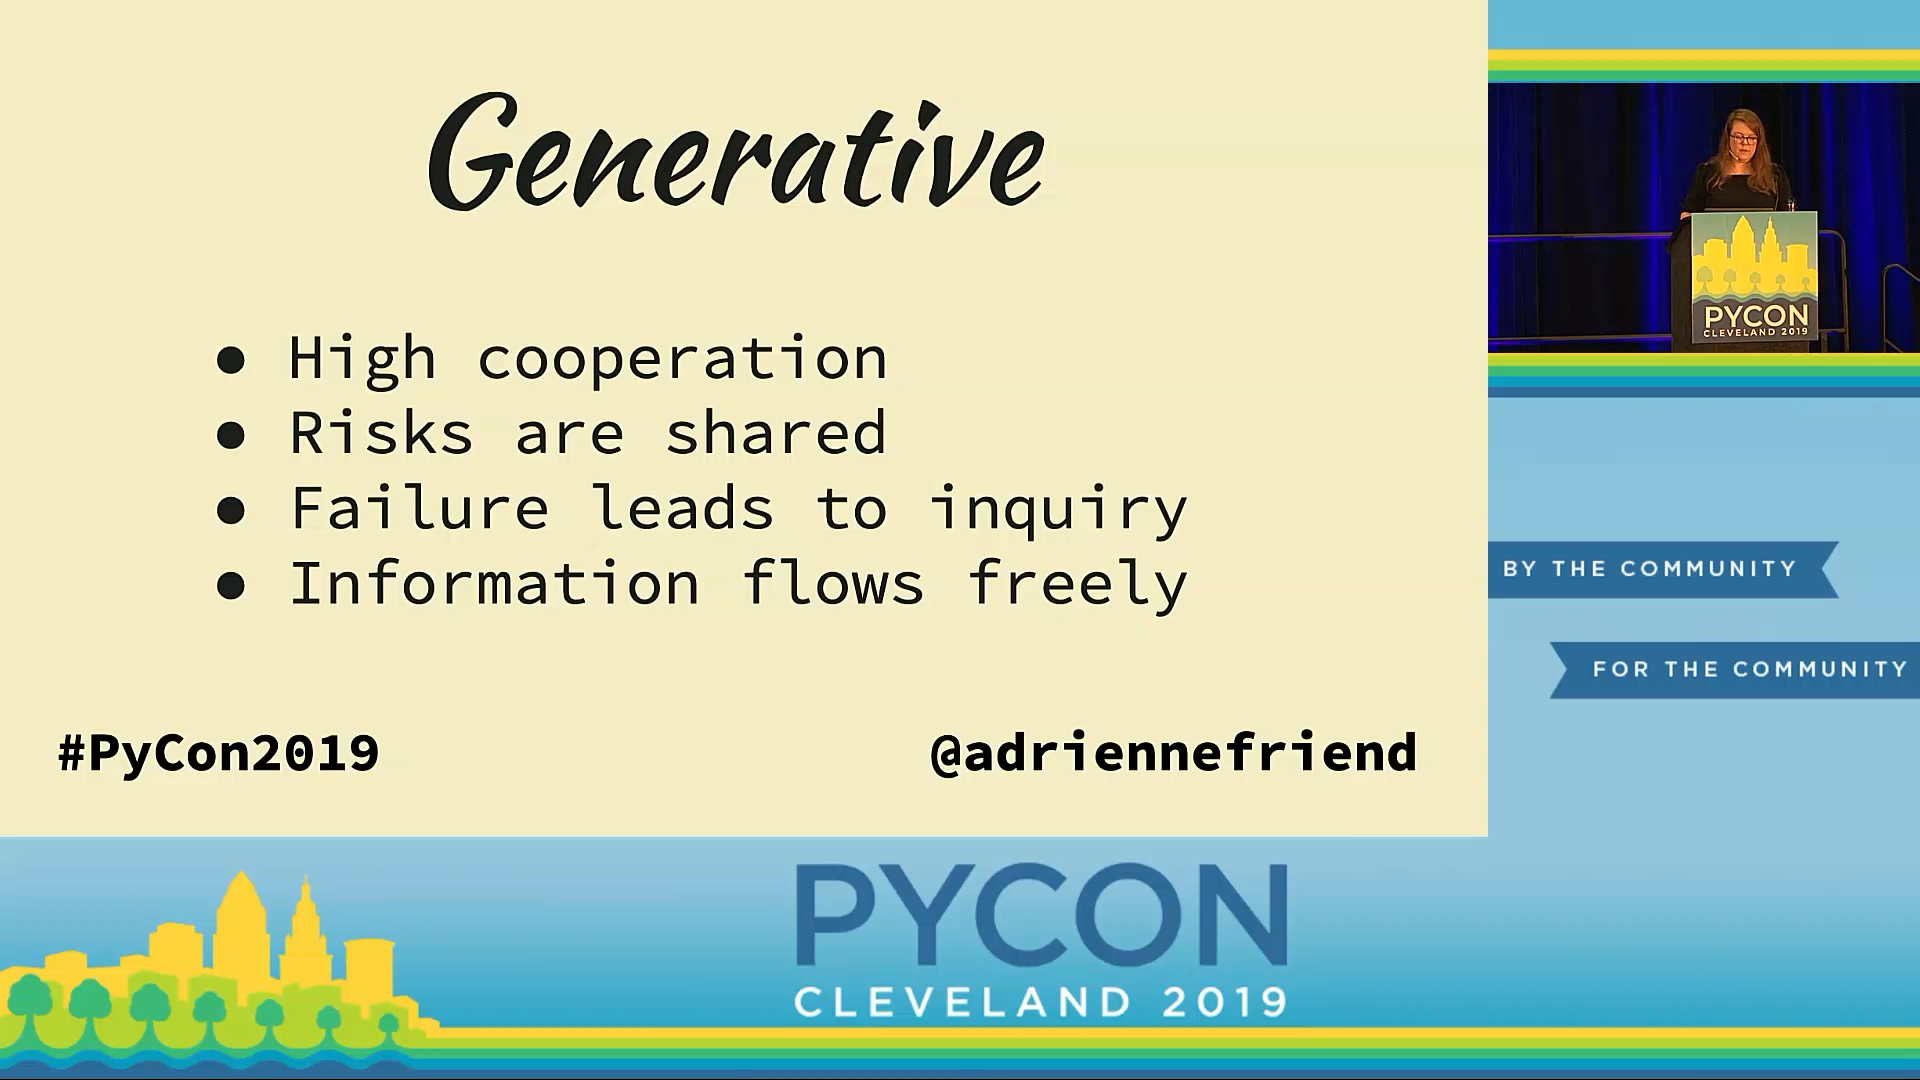 Generative
● High cooperation
● Risks are shared
● Failure leads to inquiry
● Information flows freely
#PyCon2019
@adriennefriend
PYCON
CLEVELAND 2019
BY THE COMMUNITY
FOR THE COMMUNITY
PYCON
CLEVELAND 2019